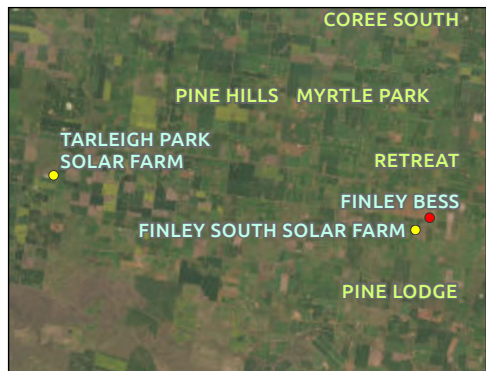 COREE SOUTH
PINE HILLS
MYRTLE PARK
TARLEIGH PARK
SOLAR FARM
RETREAT
FINLEY BESS
FINLEY SOUTH SOLAR FARM
PINE LODGE